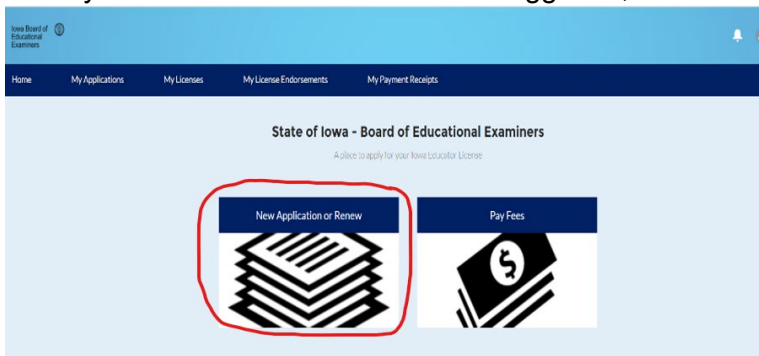 Iowa Board of
Educational
Examiners
Home My Applications My Licenses My License Endorsements My Payment Receipts
State of Iowa - Board of Educational Examiners
A place to apply for your Iowa Educator License
New Application or Renew Pay Fees
$